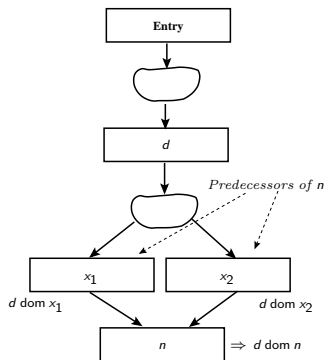 Entry
d
Predecessors of n
x1
x2
d dom x1
d dom x2
n
⇒ d dom n